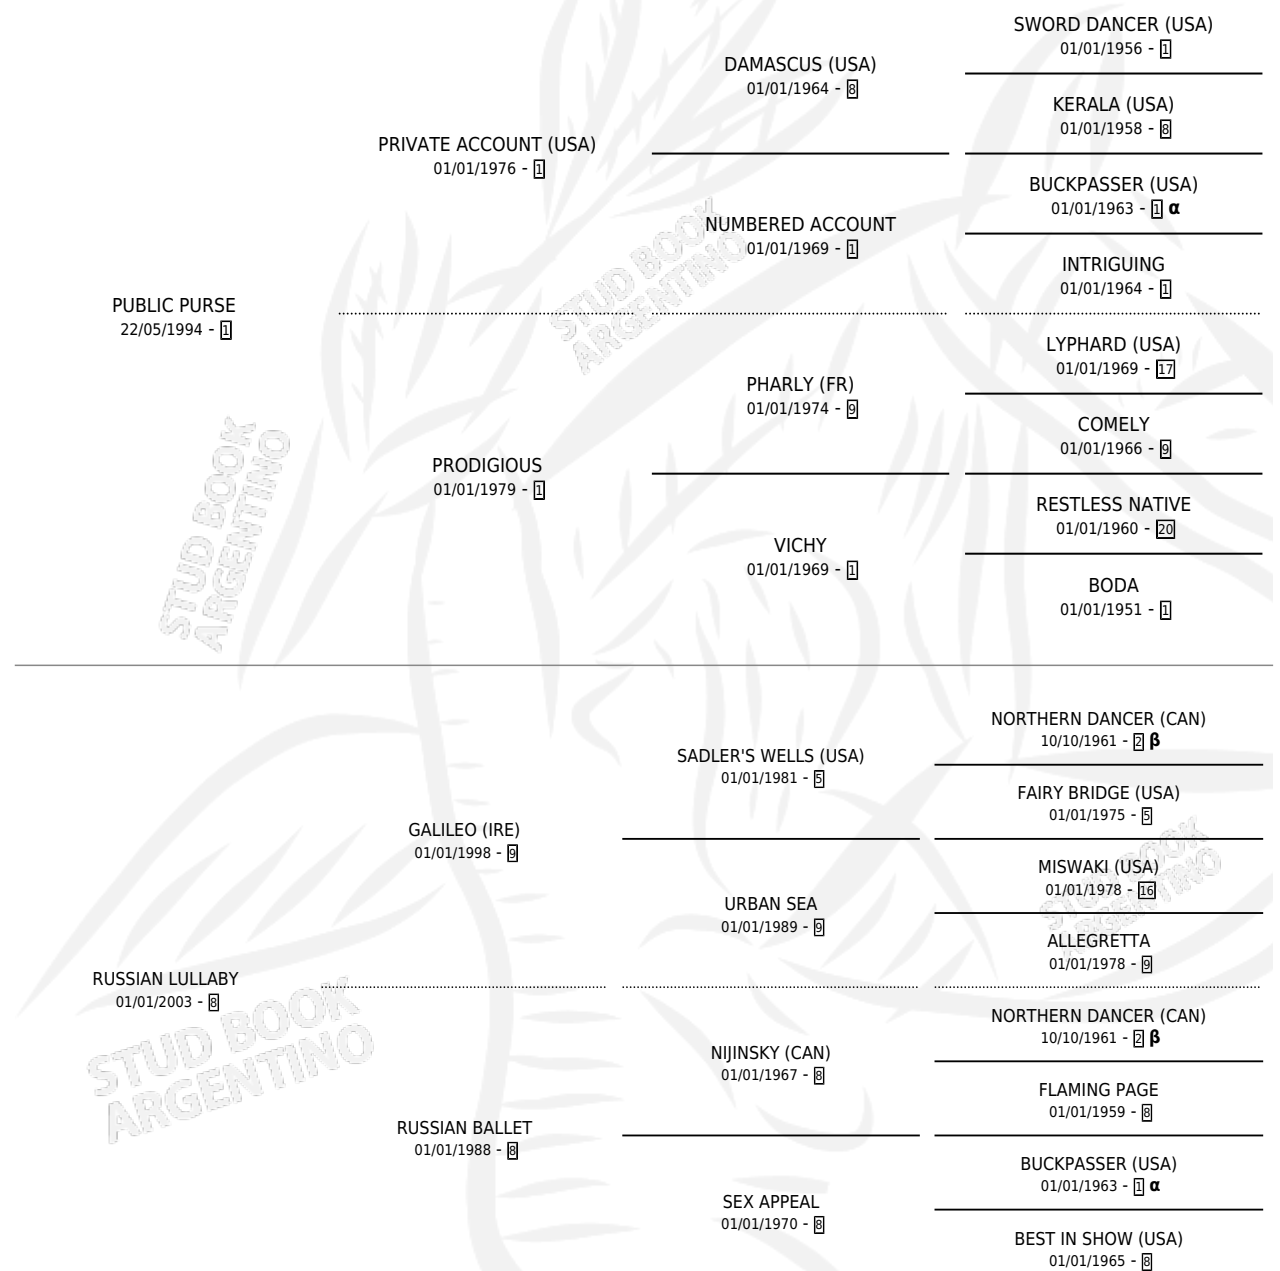 SWORD DANCER (USA)
01/01/1956 - 1
DAMASCUS (USA)
01/01/1964 - 8
KERALA (USA)
01/01/1958 - 8
PRIVATE ACCOUNT (USA)
01/01/1976 - 1
BUCKPASSER (USA)
01/01/1963 - 1 α
NUMBERED ACCOUNT
01/01/1969 - 1
INTRIGUING
01/01/1964 - 1
PUBLIC PURSE
22/05/1994 - 1
LYPHARD (USA)
01/01/1969 - 17
PHARLY (FR)
01/01/1974 - 9
COMELY
01/01/1966 - 9
PRODIGIOUS
01/01/1979 - 1
RESTLESS NATIVE
01/01/1960 - 20
VICHY
01/01/1969 - 1
BODA
01/01/1951 - 1
STUD BOOK
ARGENTINO
STUD BOOK
ARGENTINO
NORTHERN DANCER (CAN)
10/10/1961 - 2 β
SADLER'S WELLS (USA)
01/01/1981 - 5
FAIRY BRIDGE (USA)
01/01/1975 - 5
GALILEO (IRE)
01/01/1998 - 9
MISWAKI (USA)
01/01/1978 - 16
URBAN SEA
01/01/1989 - 9
ALLEGRETTA
01/01/1978 - 9
RUSSIAN LULLABY
01/01/2003 - 8
NORTHERN DANCER (CAN)
10/10/1961 - 2 β
NIJINSKY (CAN)
01/01/1967 - 8
FLAMING PAGE
01/01/1959 - 8
RUSSIAN BALLET
01/01/1988 - 8
BUCKPASSER (USA)
01/01/1963 - 1 α
SEX APPEAL
01/01/1970 - 8
BEST IN SHOW (USA)
01/01/1965 - 8
STUD BOOK
ARGENTINO
STUD BOOK
ARGENTINO